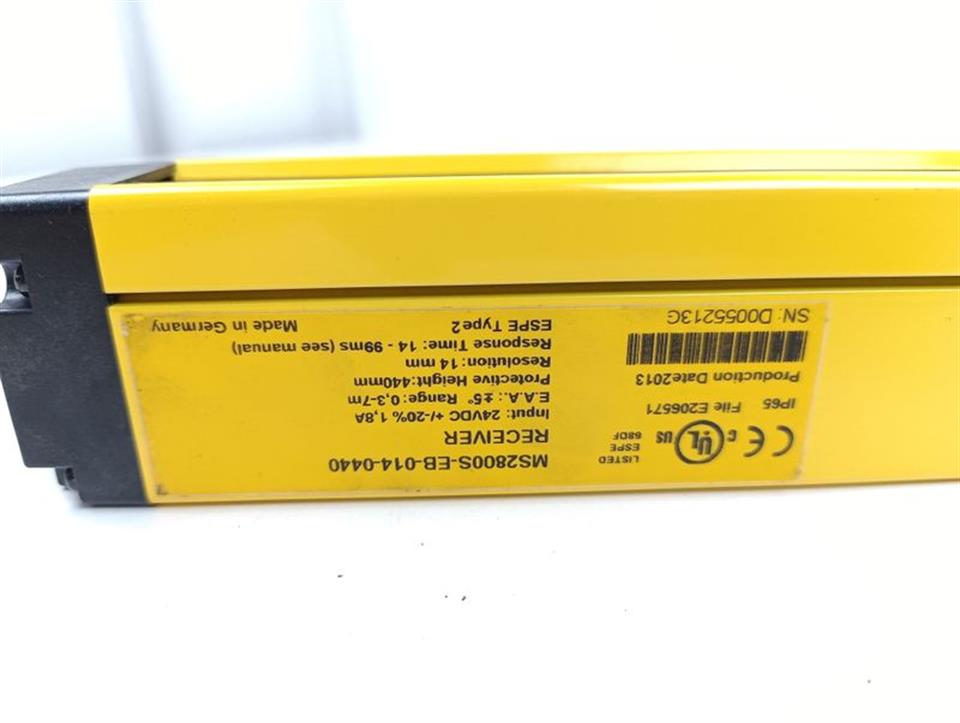 MS2800S-EB-014-0440
RECEIVER
Input: 24VDC +/-20% 1,8A
E.A.A.: ±5° Range: 0,3-7m
Protective Height:440mm
Resolution:14 mm
Response Time: 14 - 99ms (see manual)
ESPE Type2
Made in Germany
CE
C UL US
LISTED
ESPE
68DF
IP65 File E206571
Production Date2013
SN: D0055213G